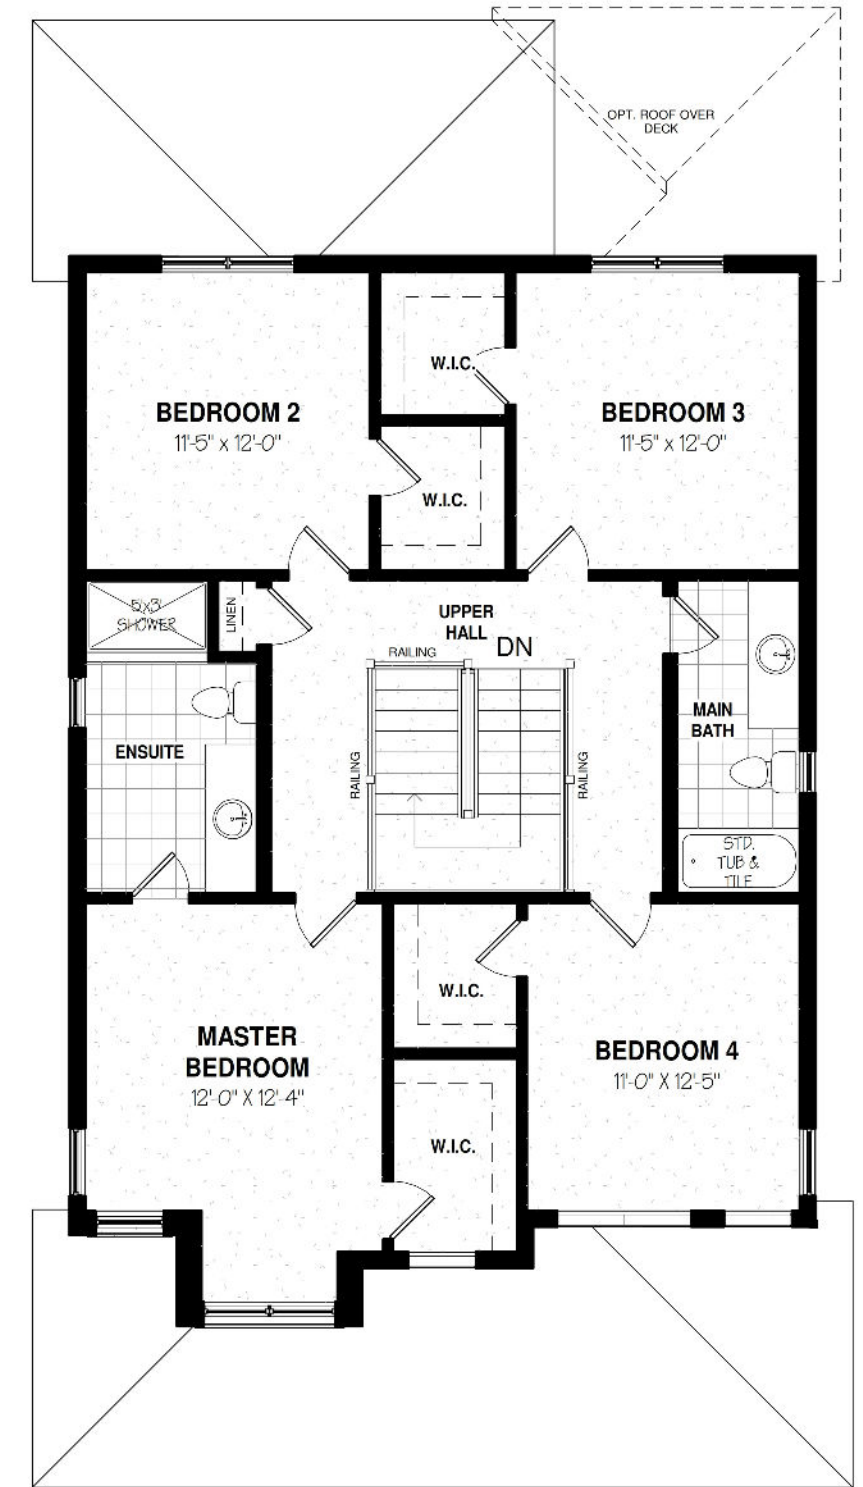 OPT. ROOF OVER
DECK
W.I.C.
BEDROOM 2
11'-5" x 12'-0"
BEDROOM 3
11'-5" x 12'-0"
W.I.C.
5x3
SHOWER
LINEN
UPPER
HALL
DN
RAILING
MAIN
BATH
ENSUITE
RAILING
RAILING
STD.
TUB &
TILE
W.I.C.
MASTER
BEDROOM
12'-0" X 12'-4"
BEDROOM 4
11'-0" X 12'-5"
W.I.C.